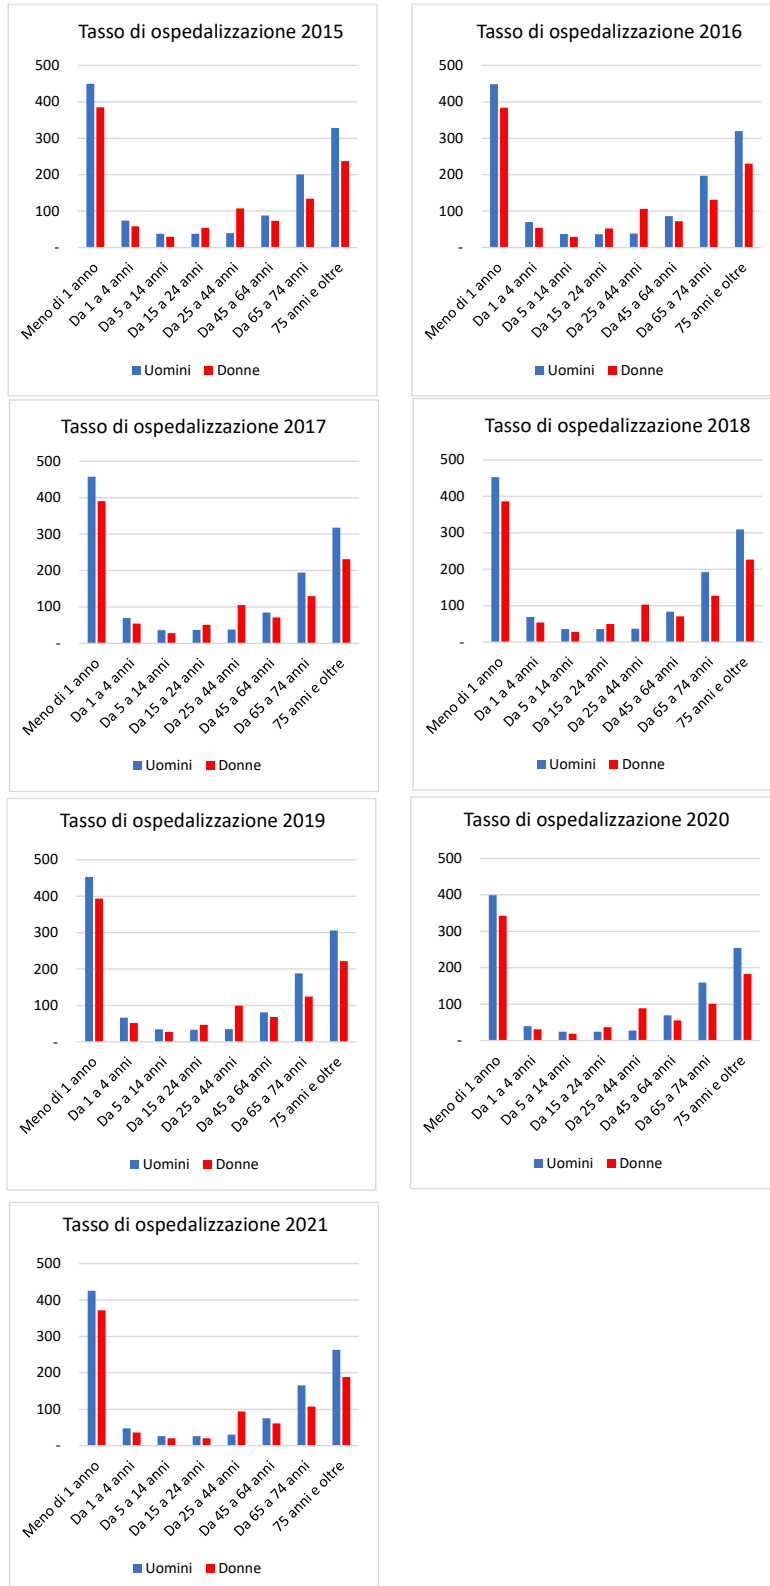 Tasso di ospedalizzazione 2015
500
400
300
200
100
-
Meno di 1 anno
Da 1 a 4 anni
Da 5 a 14 anni
Da 15 a 24 anni
Da 25 a 44 anni
Da 45 a 64 anni
Da 65 a 74 anni
75 anni e oltre
Uomini Donne
Tasso di ospedalizzazione 2016
500
400
300
200
100
-
Meno di 1 anno
Da 1 a 4 anni
Da 5 a 14 anni
Da 15 a 24 anni
Da 25 a 44 anni
Da 45 a 64 anni
Da 65 a 74 anni
75 anni e oltre
Uomini Donne
Tasso di ospedalizzazione 2017
500
400
300
200
100
-
Meno di 1 anno
Da 1 a 4 anni
Da 5 a 14 anni
Da 15 a 24 anni
Da 25 a 44 anni
Da 45 a 64 anni
Da 65 a 74 anni
75 anni e oltre
Uomini Donne
Tasso di ospedalizzazione 2018
500
400
300
200
100
-
Meno di 1 anno
Da 1 a 4 anni
Da 5 a 14 anni
Da 15 a 24 anni
Da 25 a 44 anni
Da 45 a 64 anni
Da 65 a 74 anni
75 anni e oltre
Uomini Donne
Tasso di ospedalizzazione 2019
500
400
300
200
100
-
Meno di 1 anno
Da 1 a 4 anni
Da 5 a 14 anni
Da 15 a 24 anni
Da 25 a 44 anni
Da 45 a 64 anni
Da 65 a 74 anni
75 anni e oltre
Uomini Donne
Tasso di ospedalizzazione 2020
500
400
300
200
100
-
Meno di 1 anno
Da 1 a 4 anni
Da 5 a 14 anni
Da 15 a 24 anni
Da 25 a 44 anni
Da 45 a 64 anni
Da 65 a 74 anni
75 anni e oltre
Uomini Donne
Tasso di ospedalizzazione 2021
500
400
300
200
100
-
Meno di 1 anno
Da 1 a 4 anni
Da 5 a 14 anni
Da 15 a 24 anni
Da 25 a 44 anni
Da 45 a 64 anni
Da 65 a 74 anni
75 anni e oltre
Uomini Donne